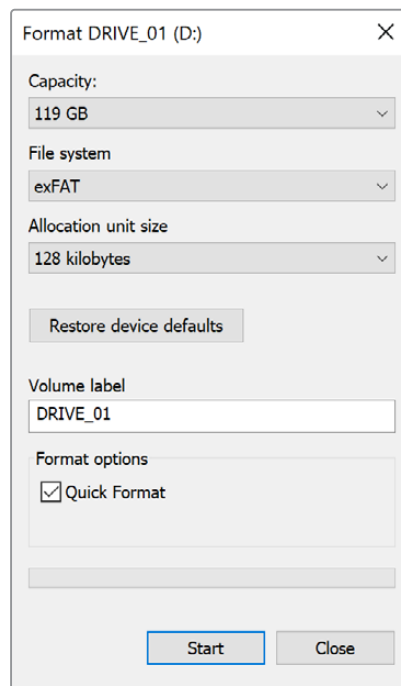 Format DRIVE_01 (D:)
Capacity:
119 GB
File system
exFAT
Allocation unit size
128 kilobytes
Restore device defaults
Volume label
DRIVE_01
Format options
Quick Format
Start Close